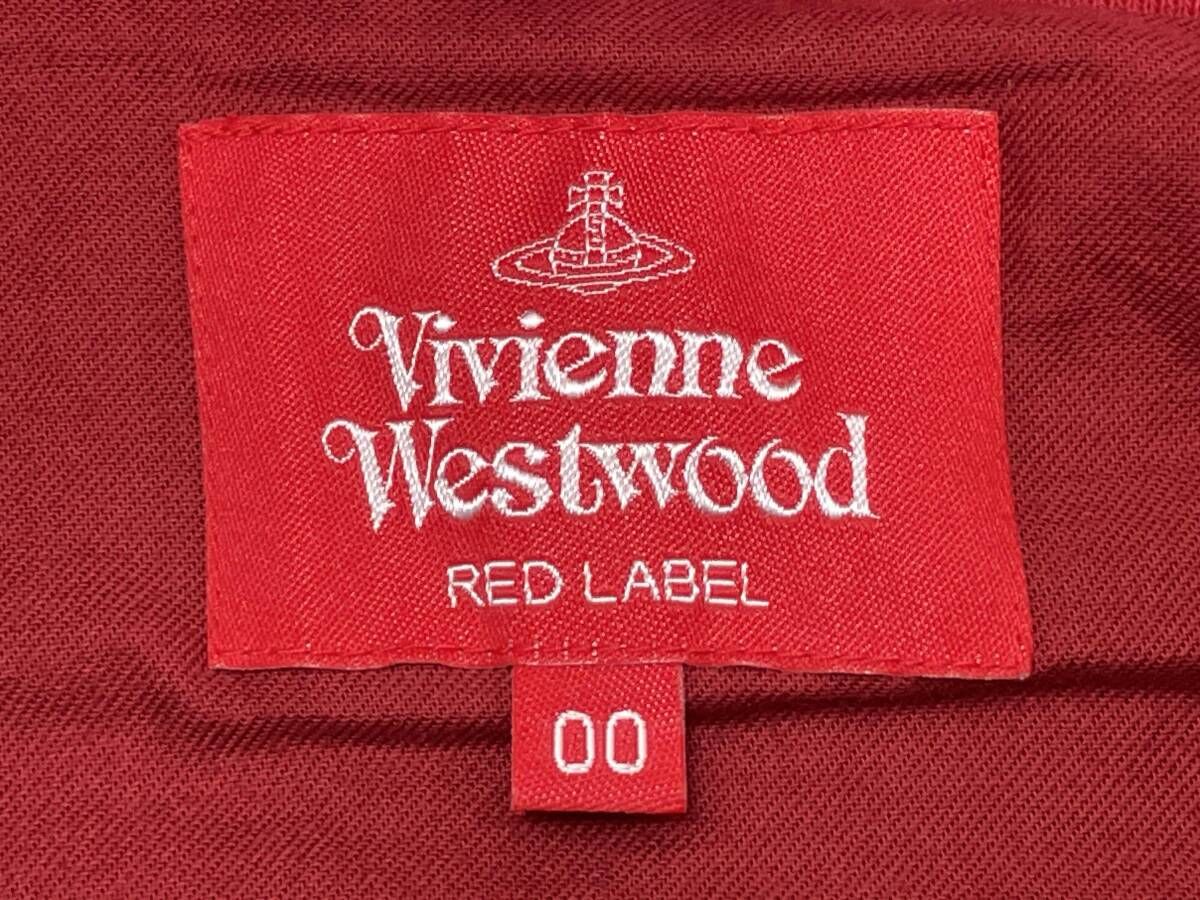 Vivienne
Westwood
RED LABEL
00